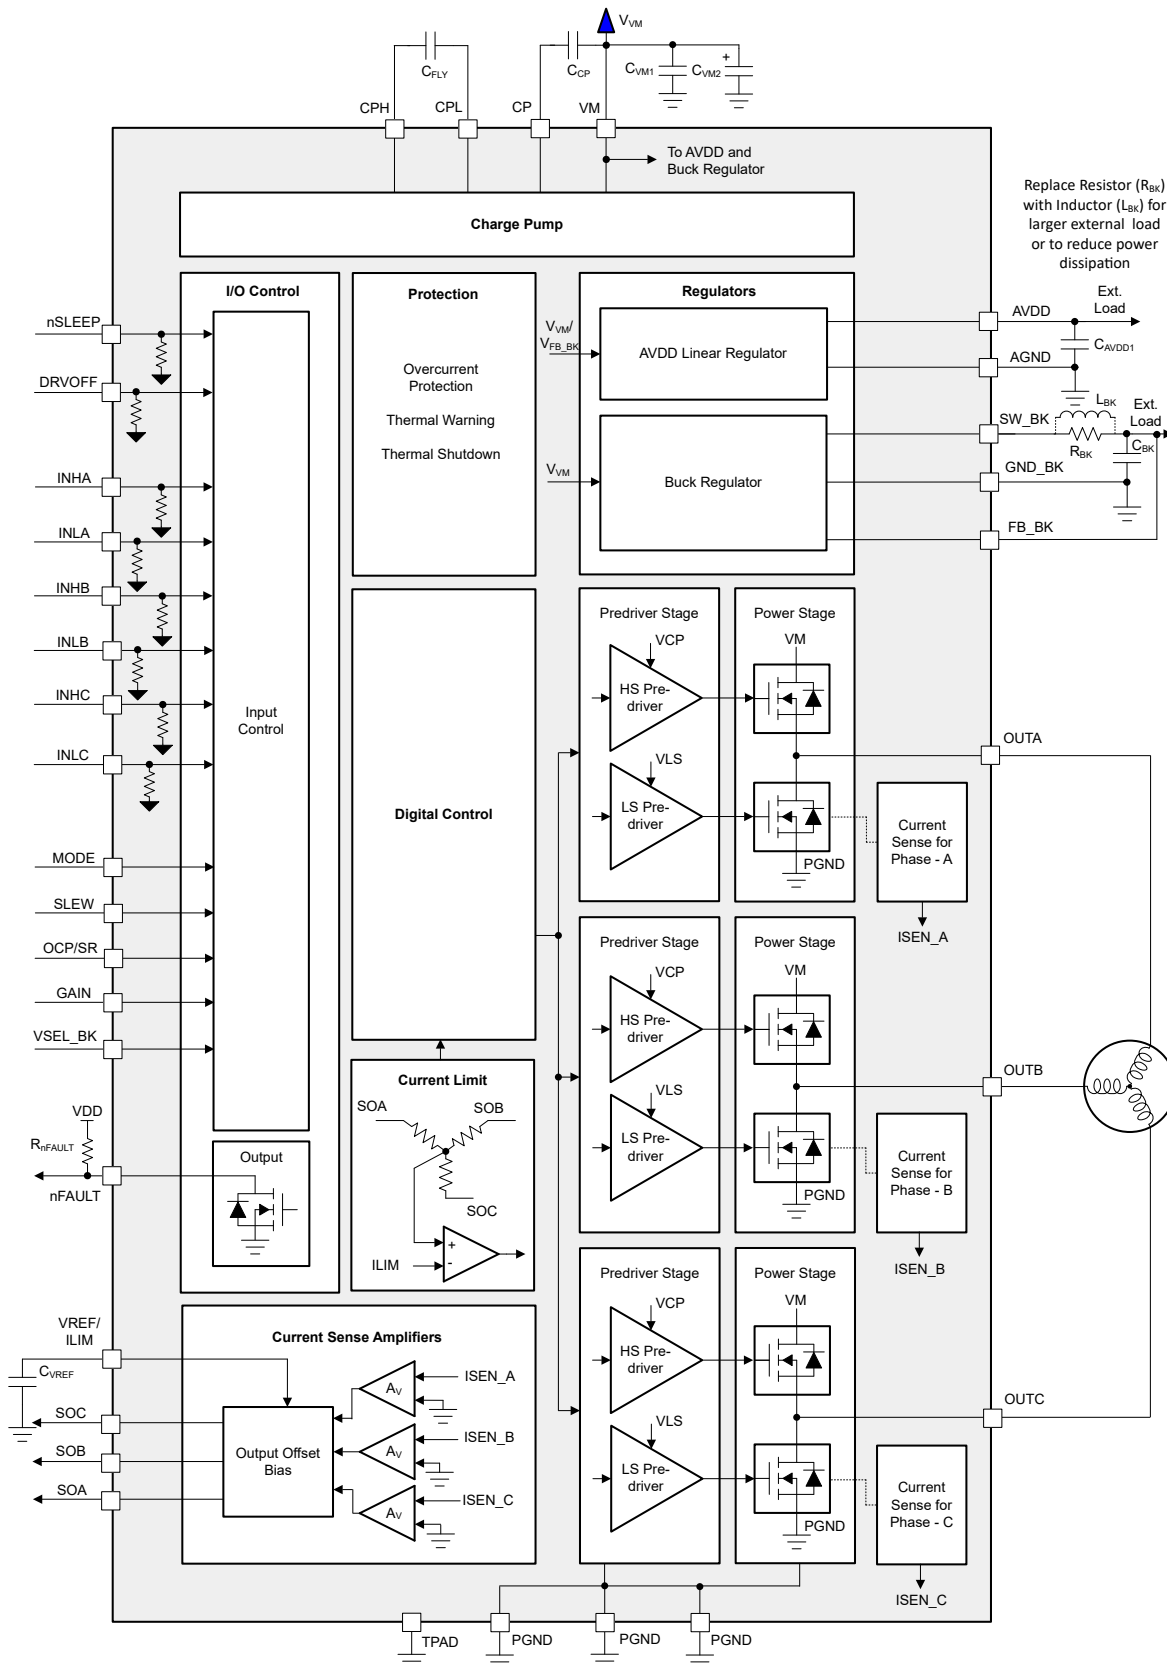 V_VM
C_FLY
C_CP
C_VM1
C_VM2
+
CPH
CPL
CP
VM
To AVDD and
Buck Regulator
Charge Pump
Replace Resistor (R_BK)
with Inductor (L_BK) for
larger external load
or to reduce power
dissipation
I/O Control
Protection
Regulators
nSLEEP
DRVOFF
INHA
INLA
INHB
INLB
INHC
INLC
MODE
SLEW
OCP/SR
GAIN
VSEL_BK
Input
Control
Overcurrent
Protection
Thermal Warning
Thermal Shutdown
V_VM/
V_FB_BK
AVDD Linear Regulator
V_VM
Buck Regulator
AVDD
Ext.
Load
C_AVDD1
AGND
L_BK
SW_BK
Ext.
Load
R_BK
C_BK
GND_BK
FB_BK
Digital Control
Predriver Stage
Power Stage
VCP
VM
HS Pre-
driver
OUTA
VLS
LS Pre-
driver
PGND
Current
Sense for
Phase - A
ISEN_A
Predriver Stage
Power Stage
VCP
VM
HS Pre-
driver
OUTB
VLS
LS Pre-
driver
PGND
Current
Sense for
Phase - B
ISEN_B
Predriver Stage
Power Stage
VCP
VM
HS Pre-
driver
OUTC
VLS
LS Pre-
driver
PGND
Current
Sense for
Phase - C
ISEN_C
Current Limit
SOA
SOB
SOC
ILIM
+
-
VDD
R_nFAULT
nFAULT
Output
VREF/
ILIM
C_VREF
SOC
SOB
SOA
Current Sense Amplifiers
Output Offset
Bias
A_V
ISEN_A
A_V
ISEN_B
A_V
ISEN_C
TPAD
PGND
PGND
PGND